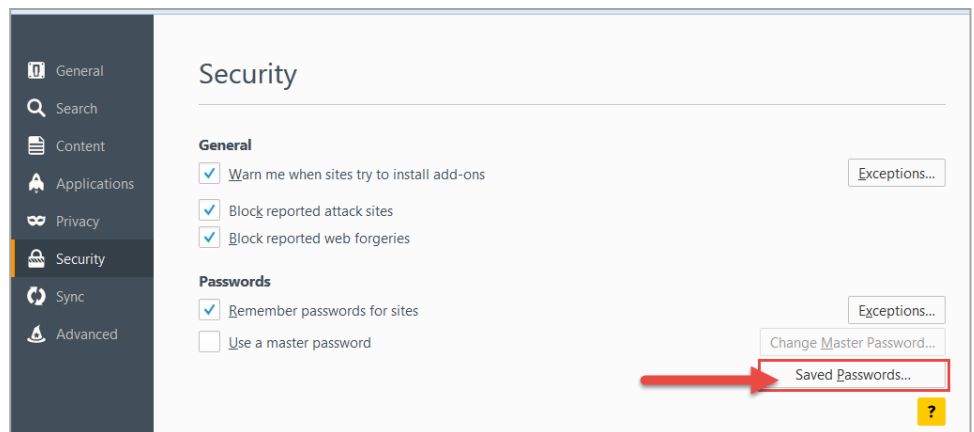 General
Search
Content
Applications
Privacy
Security
Sync
Advanced
Security
General
Warn me when sites try to install add-ons
Exceptions...
Block reported attack sites
Block reported web forgeries
Passwords
Remember passwords for sites
Exceptions...
Use a master password
Change Master Password...
Saved Passwords...
?